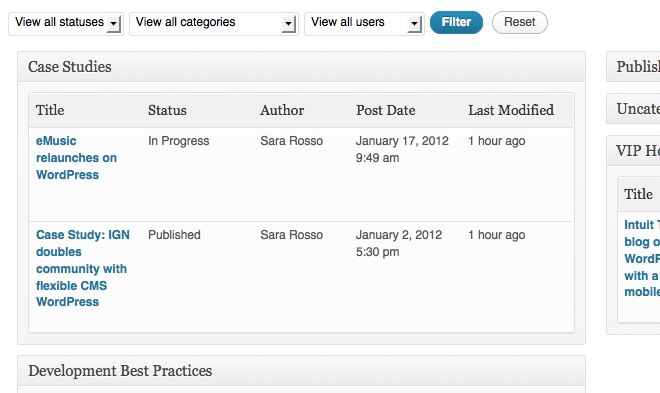 View all statuses View all categories View all users Filter Reset
Case Studies
Title Status Author Post Date Last Modified
eMusic In Progress Sara Rosso January 17, 2012 1 hour ago
relaunches on 9:49 am
WordPress
Case Study: IGN Published Sara Rosso January 2, 2012 1 hour ago
doubles 5:30 pm
community with
flexible CMS
WordPress
Development Best Practices
Publis
Uncate
VIP Ho
Title
Intuit
blog o
WordP
with a
mobile